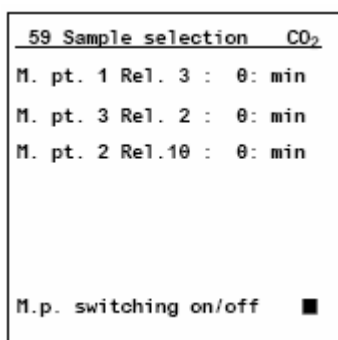 59 Sample selection CO₂
M. pt. 1 Rel. 3 : 0: min
M. pt. 3 Rel. 2 : 0: min
M. pt. 2 Rel.10 : 0: min
M.p. switching on/off ■